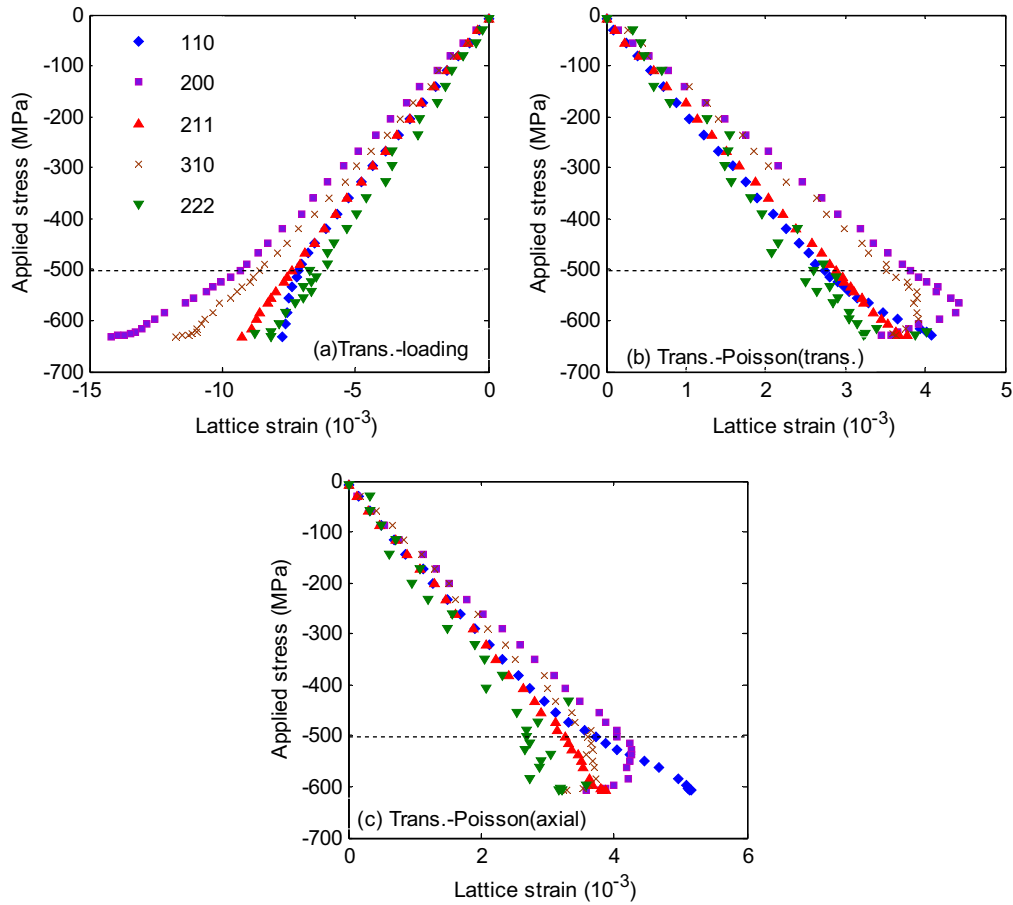 0
-100
-200
-300
-400
-500
-600
-700
Applied stress (MPa)
110
200
211
310
222
(a)Trans.-loading
-15 -10 -5 0
Lattice strain (10-3)
0
-100
-200
-300
-400
-500
-600
-700
Applied stress (MPa)
(b) Trans.-Poisson(trans.)
0 1 2 3 4 5
Lattice strain (10-3)
0
-100
-200
-300
-400
-500
-600
-700
Applied stress (MPa)
(c) Trans.-Poisson(axial)
0 2 4 6
Lattice strain (10-3)